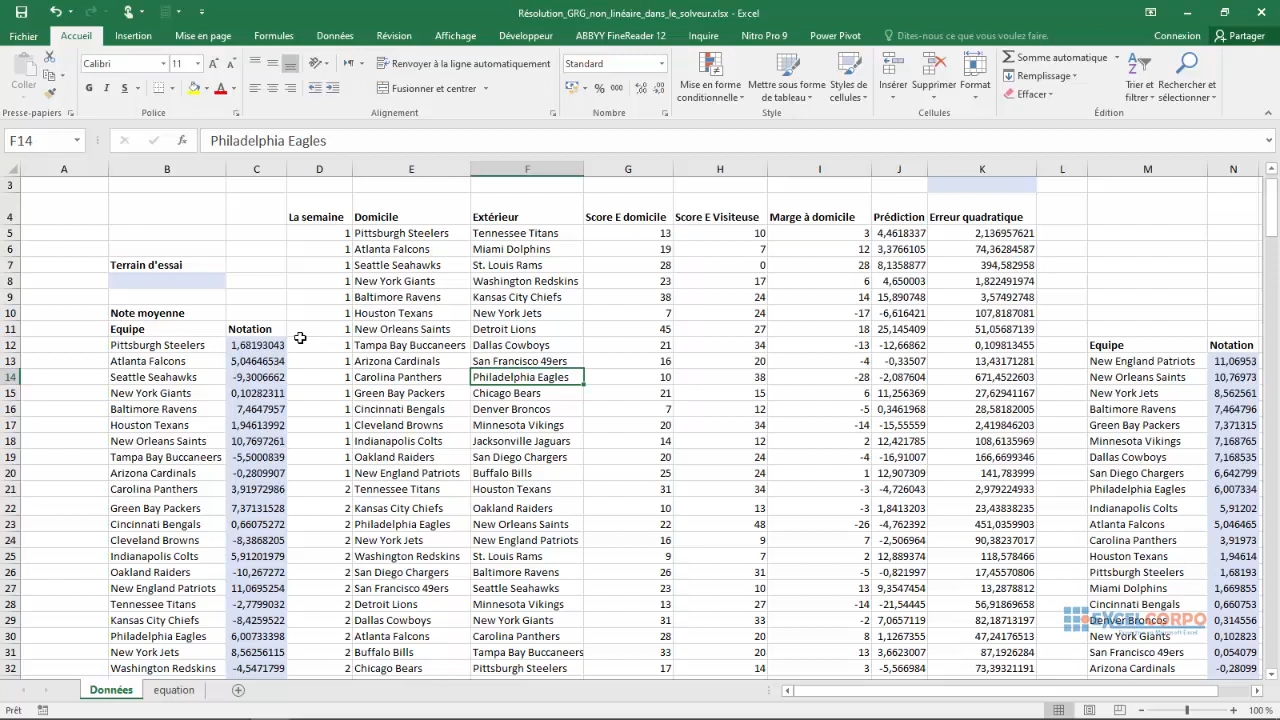 Résolution_GRG_non_linéaire_dans_le_solveur.xlsx - Excel
Fichier Accueil Insertion Mise en page Formules Données Révision Affichage Développeur ABBYY FineReader 12 Inquire Nitro Pro 9 Power Pivot Dites-nous ce que vous voulez faire. Connexion Partager
Calibri 11 Renvoyer à la ligne automatiquement Standard Somme automatique
Coller Fusionner et centrer Mise en forme conditionnelle Mettre sous forme de tableau Styles de cellules Insérer Supprimer Format Remplissage Trier et filtrer Rechercher et sélectionner
G I S % 000 Effacer
Presse-papiers Police Alignement Nombre Style Cellules Édition
F14 Philadelphia Eagles
A B C D E F G H I J K L M N
3
4 La semaine Domicile Extérieur Score E domicile Score E Visiteuse Marge à domicile Prédiction Erreur quadratique
5 1 Pittsburgh Steelers Tennessee Titans 13 10 3 4,4618337 2,136957621
6 1 Atlanta Falcons Miami Dolphins 19 7 12 3,3766105 74,36284587
7 Terrain d'essai 1 Seattle Seahawks St. Louis Rams 28 0 28 8,1358877 394,582958
8 1 New York Giants Washington Redskins 23 17 6 4,650003 1,822491974
9 1 Baltimore Ravens Kansas City Chiefs 38 24 14 15,890748 3,57492748
10 Note moyenne 1 Houston Texans New York Jets 7 24 -17 -6,616421 107,8187081
11 Equipe Notation 1 New Orleans Saints Detroit Lions 45 27 18 25,145409 51,05687139
12 Pittsburgh Steelers 1,68193043 1 Tampa Bay Buccaneers Dallas Cowboys 21 34 -13 -12,66862 0,109813455 Equipe Notation
13 Atlanta Falcons 5,04646534 1 Arizona Cardinals San Francisco 49ers 16 20 -4 -0,33507 13,43171281 New England Patriots 11,06953
14 Seattle Seahawks -9,3006662 1 Carolina Panthers Philadelphia Eagles 10 38 -28 -2,087604 671,4522603 New Orleans Saints 10,76973
15 New York Giants 0,10282311 1 Green Bay Packers Chicago Bears 21 15 6 11,256369 27,62941167 New York Jets 8,562561
16 Baltimore Ravens 7,4647957 1 Cincinnati Bengals Denver Broncos 7 12 -5 0,3461968 28,58182005 Baltimore Ravens 7,464796
17 Houston Texans 1,94613992 1 Cleveland Browns Minnesota Vikings 20 34 -14 -15,55559 2,419846203 Green Bay Packers 7,371315
18 New Orleans Saints 10,7697261 1 Indianapolis Colts Jacksonville Jaguars 14 12 2 12,421785 108,6135969 Minnesota Vikings 7,168765
19 Tampa Bay Buccaneers -5,5000839 1 Oakland Raiders San Diego Chargers 20 24 -4 -16,91007 166,6699346 Dallas Cowboys 7,168535
20 Arizona Cardinals -0,2809907 1 New England Patriots Buffalo Bills 25 24 1 12,907309 141,783999 San Diego Chargers 6,642799
21 Carolina Panthers 3,91972986 2 Tennessee Titans Houston Texans 31 34 -3 -4,726043 2,979224933 Philadelphia Eagles 6,007334
22 Green Bay Packers 7,37131528 2 Kansas City Chiefs Oakland Raiders 10 13 -3 1,8413203 23,43838235 Indianapolis Colts 5,91202
23 Cincinnati Bengals 0,66075272 2 Philadelphia Eagles New Orleans Saints 22 48 -26 -4,762392 451,0359903 Atlanta Falcons 5,046465
24 Cleveland Browns -8,3868205 2 New York Jets New England Patriots 16 9 7 -2,506964 90,38237017 Carolina Panthers 3,91973
25 Indianapolis Colts 5,91201979 2 Washington Redskins St. Louis Rams 9 7 2 12,889374 118,578466 Houston Texans 1,94614
26 Oakland Raiders -10,267272 2 San Diego Chargers Baltimore Ravens 26 31 -5 -0,821997 17,45570806 Pittsburgh Steelers 1,68193
27 New England Patriots 11,0695254 2 San Francisco 49ers Seattle Seahawks 23 10 13 9,3547454 13,2878812 Miami Dolphins 1,669855
28 Tennessee Titans -2,7799032 2 Detroit Lions Minnesota Vikings 13 27 -14 -21,54445 56,91869658 Cincinnati Bengals 0,660753
29 Kansas City Chiefs -8,4259522 2 Dallas Cowboys New York Giants 31 33 -2 7,0657119 82,18713197 Denver Broncos 0,314556
30 Philadelphia Eagles 6,00733398 2 Atlanta Falcons Carolina Panthers 28 20 8 1,1267355 47,24176513 New York Giants 0,102823
31 New York Jets 8,56256115 2 Buffalo Bills Tampa Bay Buccaneers 33 20 13 3,6623857 87,1926284 San Francisco 49ers 0,054079
32 Washington Redskins -4,5471799 2 Chicago Bears Pittsburgh Steelers 17 14 3 -5,566984 73,39321191 Arizona Cardinals -0,28099
EXCELCORPO
Données equation
Prêt 100 %